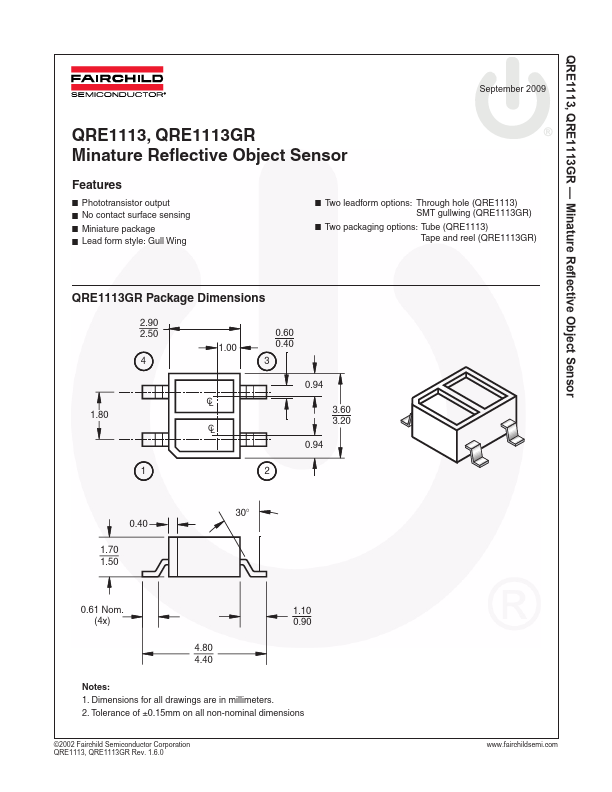 FAIRCHILD
SEMICONDUCTOR®
September 2009
®
QRE1113, QRE1113GR
Minature Reflective Object Sensor
Features
■ Phototransistor output
■ No contact surface sensing
■ Miniature package
■ Lead form style: Gull Wing
■ Two leadform options: Through hole (QRE1113)
SMT gullwing (QRE1113GR)
■ Two packaging options: Tube (QRE1113)
Tape and reel (QRE1113GR)
QRE1113GR Package Dimensions
2.90
2.50
0.60
0.40
1.00
4
3
0.94
℄
1.80
3.60
3.20
℄
0.94
1
2
30°
0.40
1.70
1.50
0.61 Nom.
(4x)
1.10
0.90
4.80
4.40
®
Notes:
1. Dimensions for all drawings are in millimeters.
2. Tolerance of ±0.15mm on all non-nominal dimensions
©2002 Fairchild Semiconductor Corporation
QRE1113, QRE1113GR Rev. 1.6.0
www.fairchildsemi.com
QRE1113, QRE1113GR — Minature Reflective Object Sensor